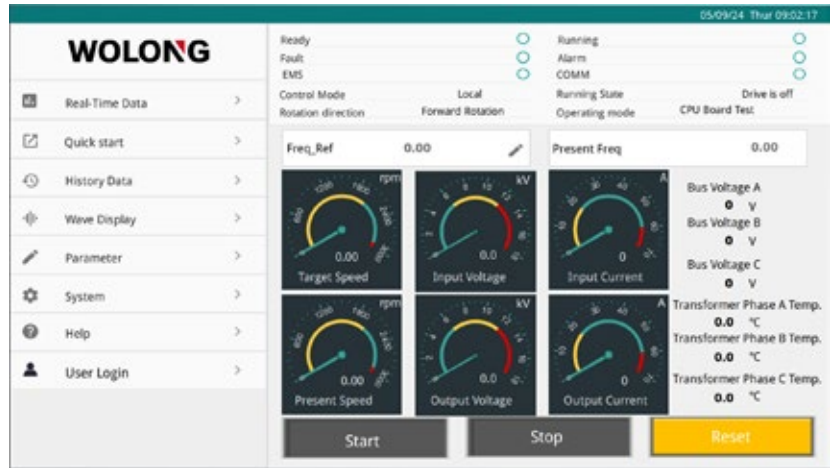 05/09/24 Thur 09:02:17
WOLONG
Real-Time Data
Quick start
History Data
Wave Display
Parameter
System
Help
User Login
Ready
Running
Fault
Alarm
EMS
COMM
Control Mode Local
Running State Drive is off
Rotation direction Forward Rotation
Operating mode CPU Board Test
Freq_Ref 0.00
Present Freq 0.00
rpm
0.00
Target Speed
kV
0.0
Input Voltage
A
0
Input Current
Bus Voltage A
0 V
Bus Voltage B
0 V
Bus Voltage C
0 V
rpm
0.00
Present Speed
kV
0.0
Output Voltage
A
0
Output Current
Transformer Phase A Temp.
0.0 °C
Transformer Phase B Temp.
0.0 °C
Transformer Phase C Temp.
0.0 °C
Start
Stop
Reset